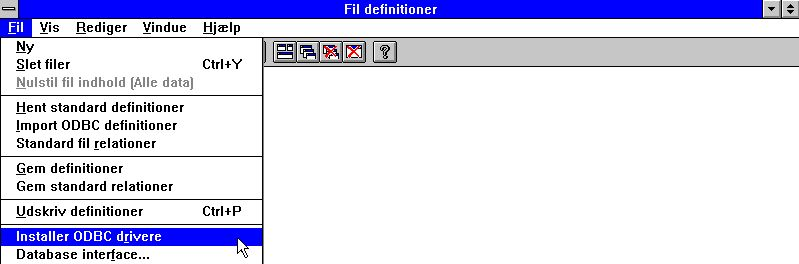 Fil definitioner
Fil Vis Rediger Vindue Hjælp
Ny
Slet filer Ctrl+Y
Nulstil fil indhold (Alle data)
Hent standard definitioner
Import ODBC definitioner
Standard fil relationer
Gem definitioner
Gem standard relationer
Udskriv definitioner Ctrl+P
Installer ODBC drivere
Database interface...